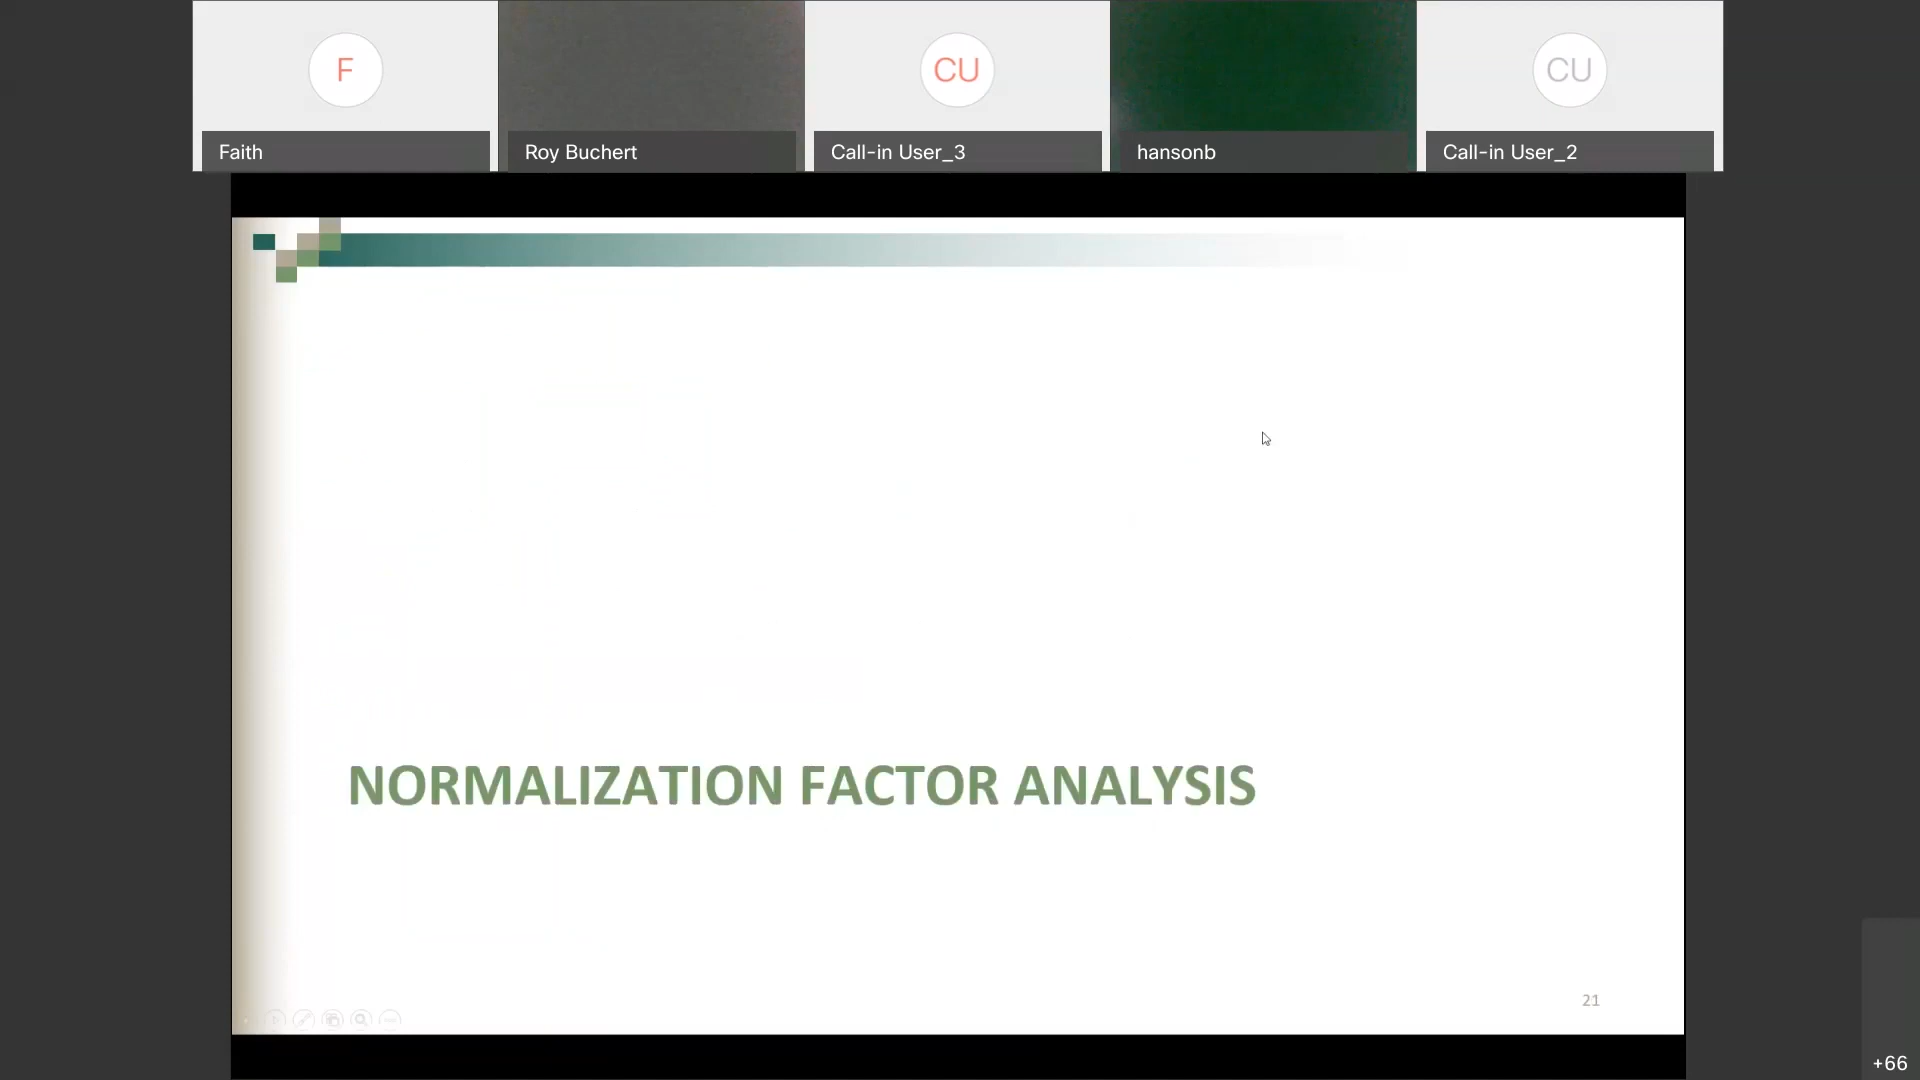 F
CU
CU
Faith
Roy Buchert
Call-in User_3
hansonb
Call-in User_2
NORMALIZATION FACTOR ANALYSIS
21
+66